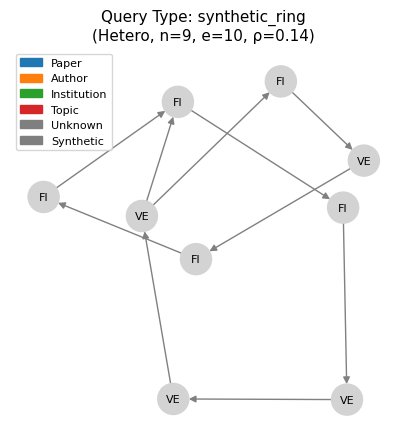 Query Type: synthetic_ring
(Hetero, n=9, e=10, ρ=0.14)
Paper
Author
Institution
Topic
Unknown
Synthetic
FI
FI
VE
FI
VE
FI
FI
VE
VE